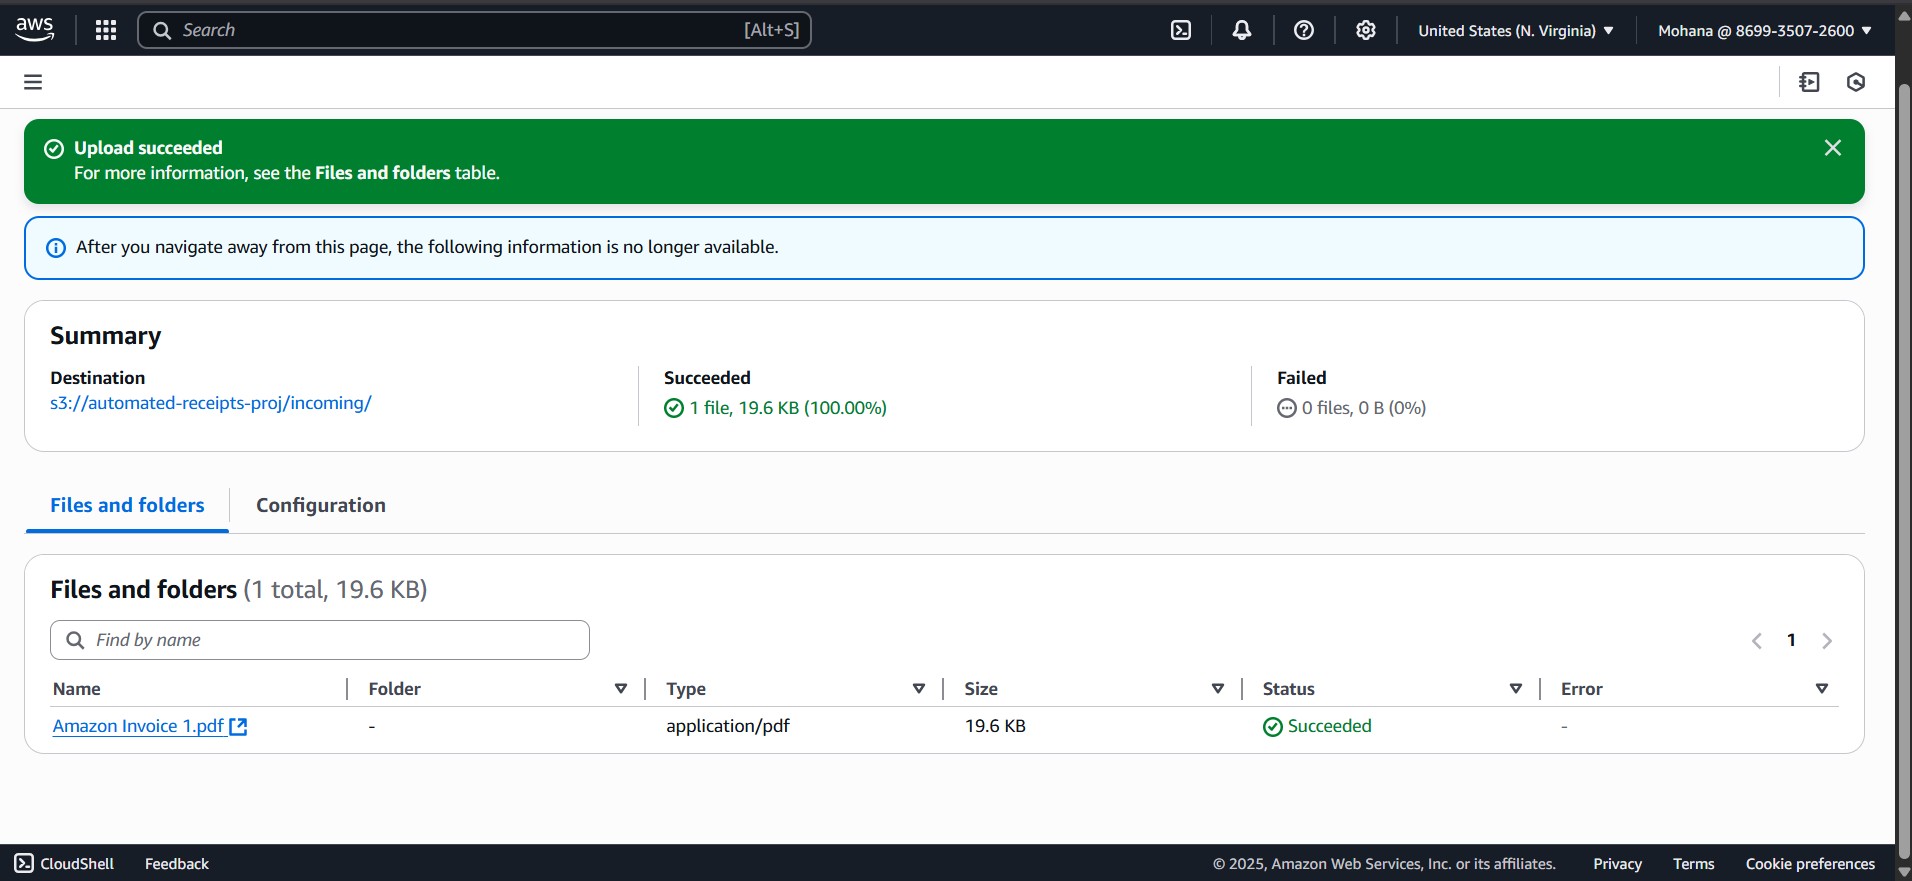 aws
Search [Alt+S]
United States (N. Virginia)
Mohana @ 8699-3507-2600
Upload succeeded
For more information, see the Files and folders table.
After you navigate away from this page, the following information is no longer available.
Summary
Destination
s3://automated-receipts-proj/incoming/
Succeeded
1 file, 19.6 KB (100.00%)
Failed
0 files, 0 B (0%)
Files and folders
Configuration
Files and folders (1 total, 19.6 KB)
Find by name
1
Name Folder Type Size Status Error
Amazon Invoice 1.pdf - application/pdf 19.6 KB Succeeded -
CloudShell Feedback © 2025, Amazon Web Services, Inc. or its affiliates. Privacy Terms Cookie preferences